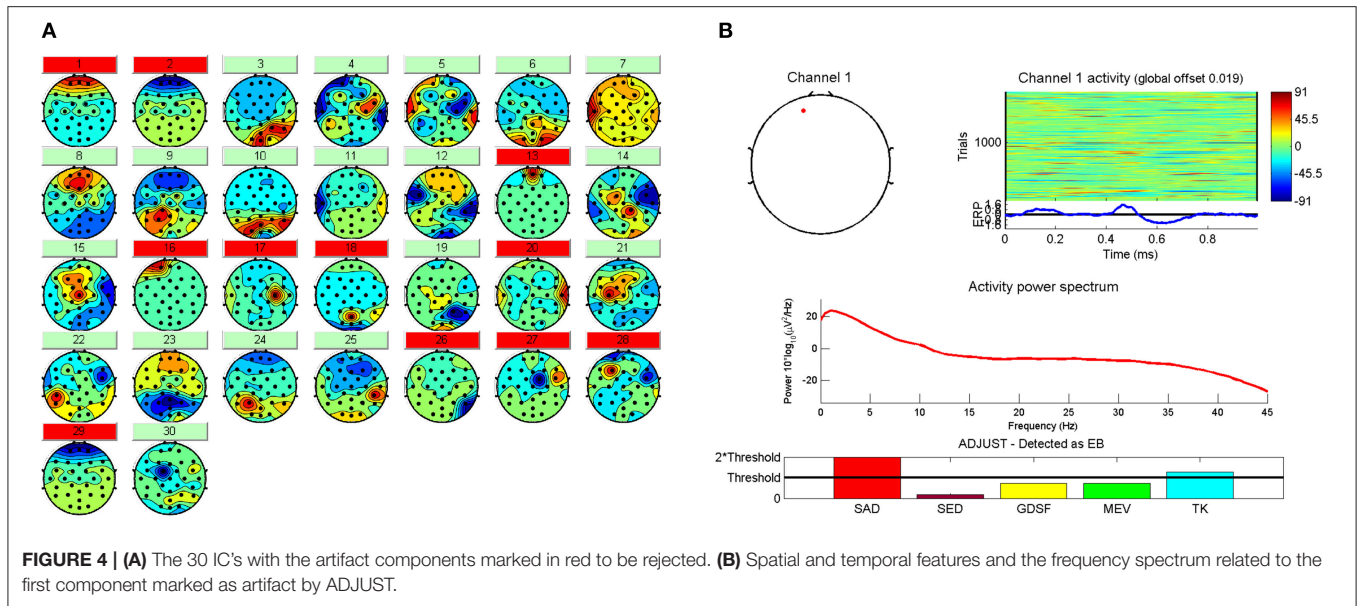 A
1 2 3 4 5 6 7
8 9 10 11 12 13 14
15 16 17 18 19 20 21
22 23 24 25 26 27 28
29 30
B
Channel 1
Channel 1 activity (global offset 0.019)
Trials
1000
91
45.5
0
-45.5
-91
ERP
1.6
0.8
0 0.2 0.4 0.6 0.8
Time (ms)
Activity power spectrum
Power 10*log10(μV2/Hz)
20
0
-20
0 5 10 15 20 25 30 35 40 45
Frequency (Hz)
ADJUST - Detected as EB
2*Threshold
Threshold
0
SAD SED GDSF MEV TK
FIGURE 4 | (A) The 30 IC's with the artifact components marked in red to be rejected. (B) Spatial and temporal features and the frequency spectrum related to the
first component marked as artifact by ADJUST.